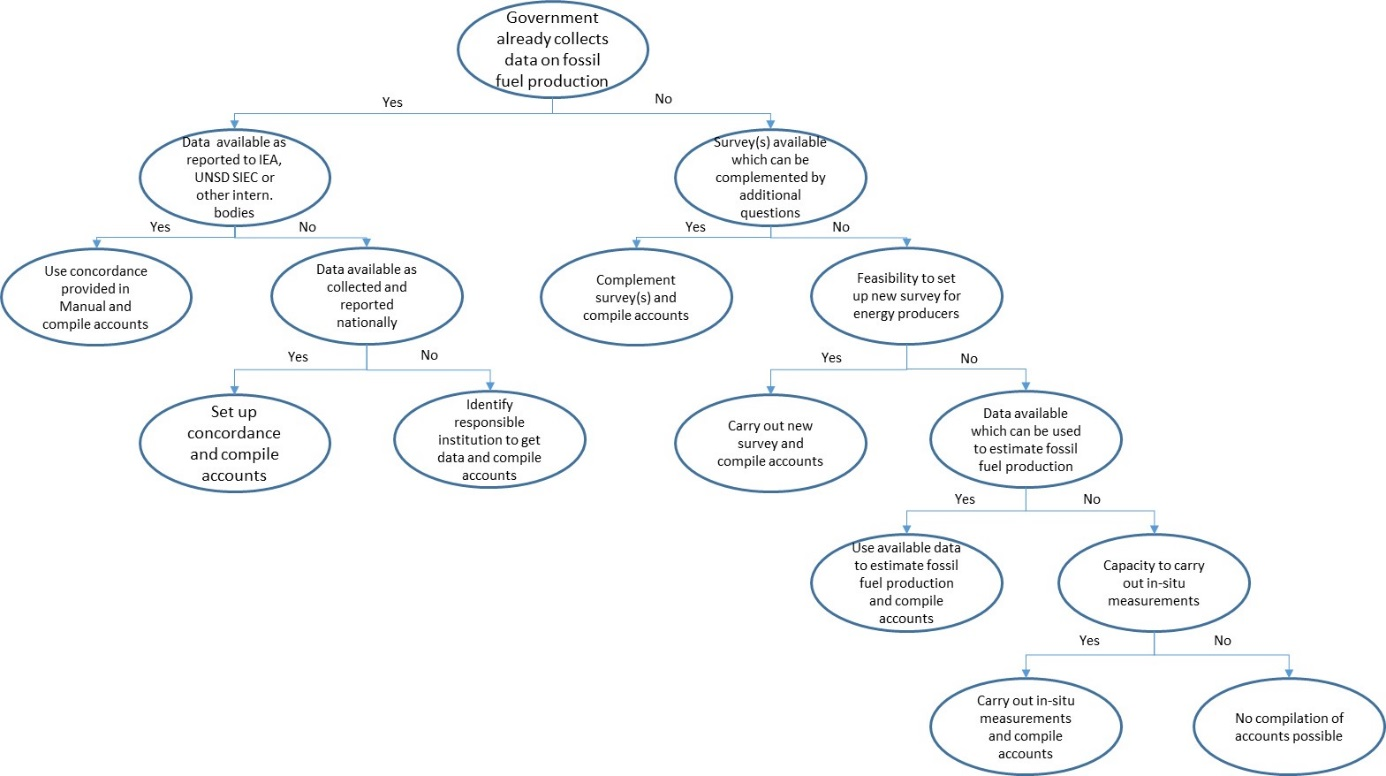 Government
already collects
data on fossil
fuel production
Yes
No
Data available as
reported to IEA,
UNSD SIEC or
other intern.
bodies
Survey(s) available
which can be
complemented by
additional
questions
Yes
No
Yes
No
Use concordance
provided in
Manual and
compile accounts
Data available as
collected and
reported
nationally
Complement
survey(s) and
compile accounts
Feasibility to set
up new survey for
energy producers
Yes
No
Yes
No
Set up
concordance
and compile
accounts
Identify
responsible
institution to get
data and compile
accounts
Carry out new
survey and
compile accounts
Data available
which can be used
to estimate fossil
fuel production
Yes
No
Use available data
to estimate fossil
fuel production
and compile
accounts
Capacity to carry
out in-situ
measurements
Yes
No
Carry out in-situ
measurements
and compile
accounts
No compilation of
accounts possible